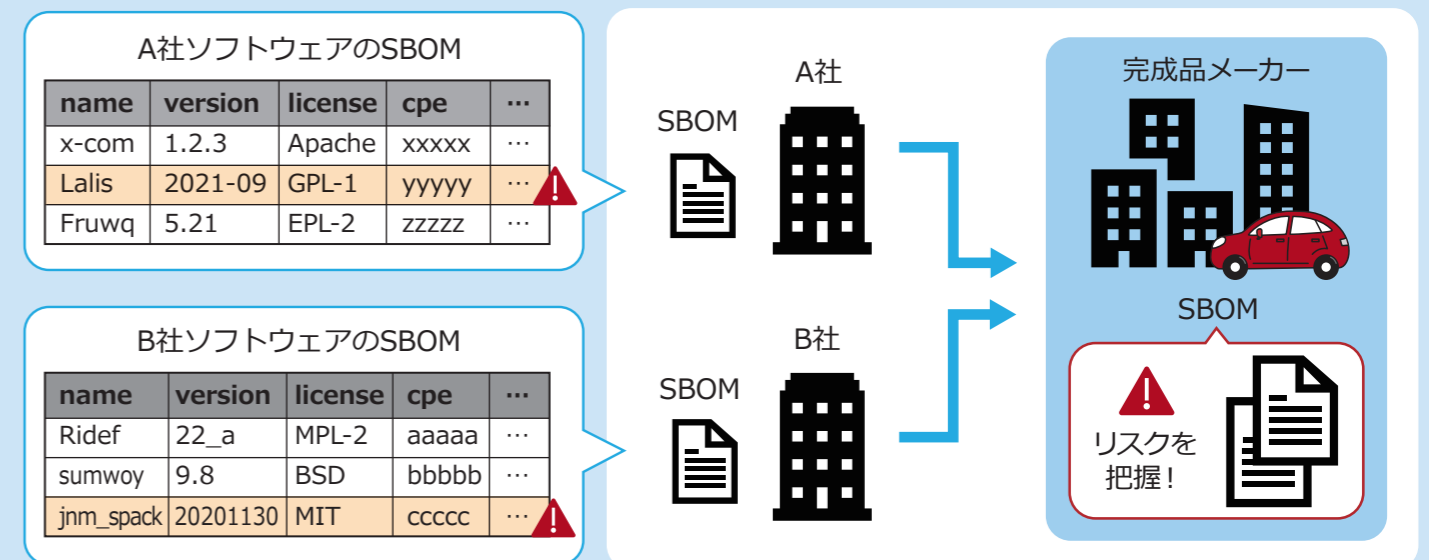 A社ソフトウェアのSBOM
name version license cpe …
x-com 1.2.3 Apache xxxxx …
Lalis 2021-09 GPL-1 yyyyy …
Fruwq 5.21 EPL-2 zzzzz …
B社ソフトウェアのSBOM
name version license cpe …
Ridef 22_a MPL-2 aaaaa …
sumwoy 9.8 BSD bbbbb …
jnm_spack 20201130 MIT ccccc …
A社
SBOM
B社
SBOM
完成品メーカー
SBOM
リスクを
把握！